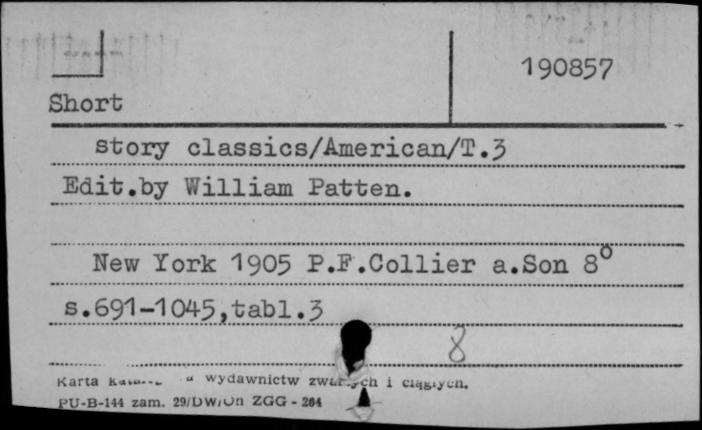 190857
Short
story classics/American/T.3
Edit.by William Patten.
New York 1905 P.F.Collier a.Son 8°
s.691-1045,tabl.3
8
Karta wydawnictw zwartych i ciągłych.
PU-B-144 zam. 29/DW/Un ZGG - 264